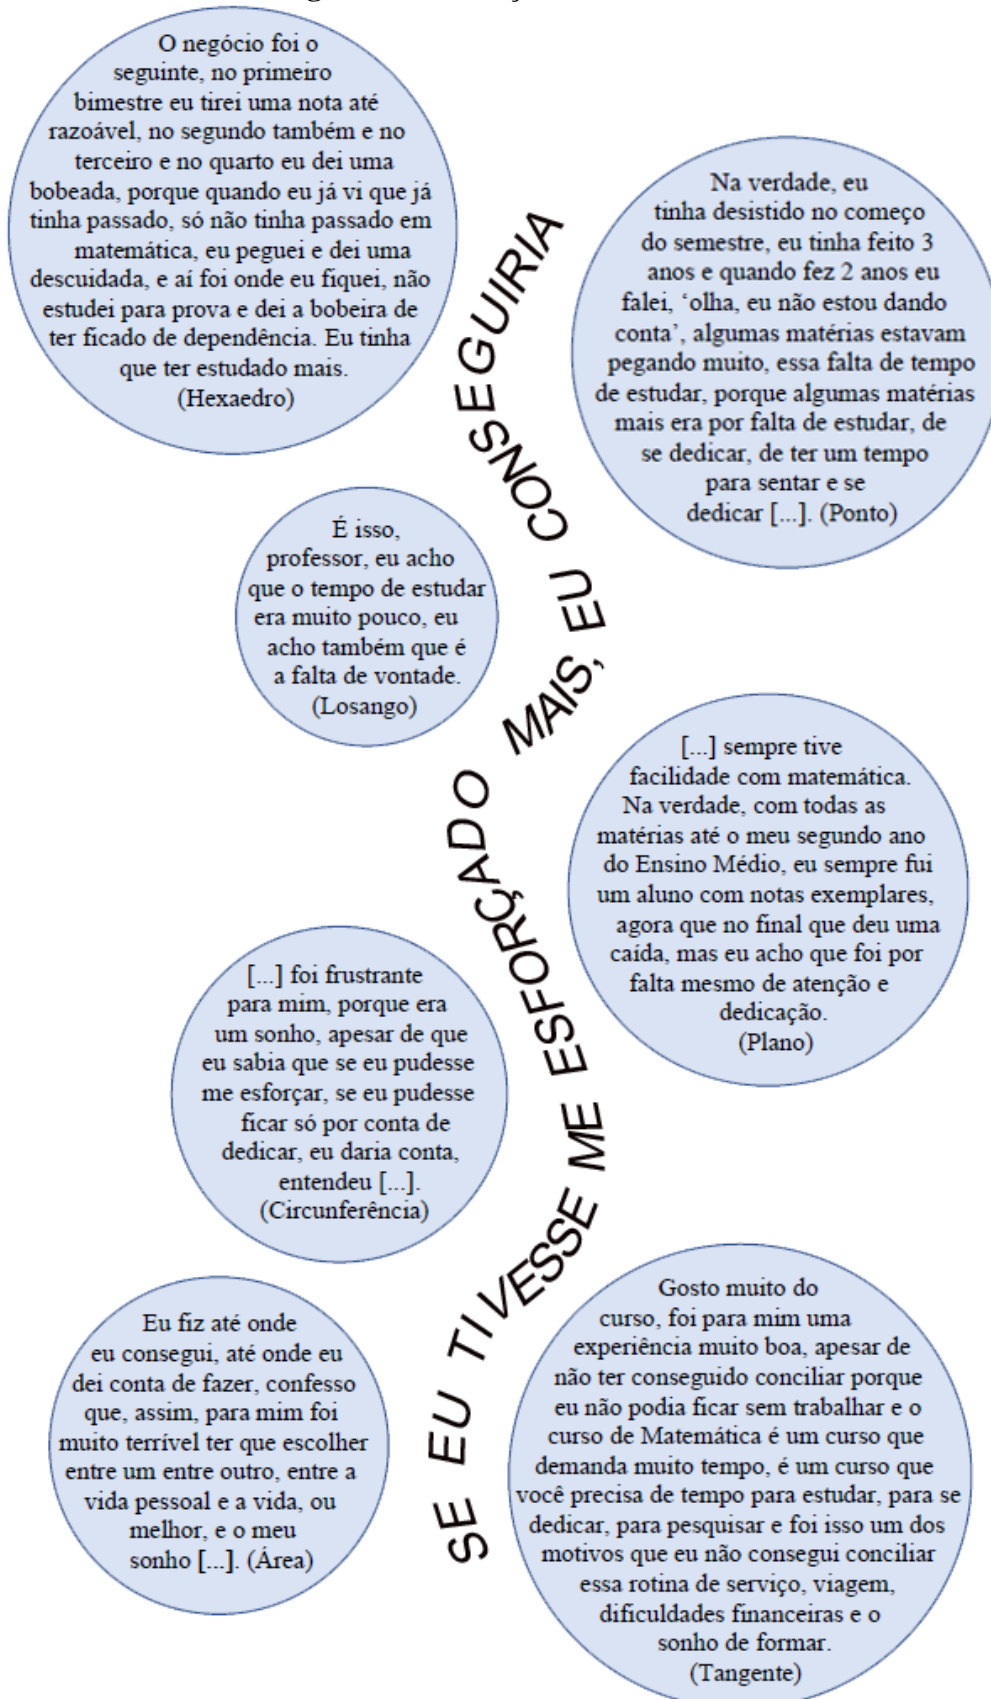 O negócio foi o
seguinte, no primeiro
bimestre eu tirei uma nota até
razoável, no segundo também e no
terceiro e no quarto eu dei uma
bobeada, porque quando eu já vi que já
tinha passado, só não tinha passado em
matemática, eu peguei e dei uma
descuidada, e aí foi onde eu fiquei, não
estudei para prova e dei a bobeira de
ter ficado de dependência. Eu tinha
que ter estudado mais.
(Hexaedro)
Na verdade, eu
tinha desistido no começo
do semestre, eu tinha feito 3
anos e quando fez 2 anos eu
falei, ‘olha, eu não estou dando
conta’, algumas matérias estavam
pegando muito, essa falta de tempo
de estudar, porque algumas matérias
mais era por falta de estudar, de
se dedicar, de ter um tempo
para sentar e se
dedicar [...]. (Ponto)
É isso,
professor, eu acho
que o tempo de estudar
era muito pouco, eu
acho também que é
a falta de vontade.
(Losango)
[...] sempre tive
facilidade com matemática.
Na verdade, com todas as
matérias até o meu segundo ano
do Ensino Médio, eu sempre fui
um aluno com notas exemplares,
agora que no final que deu uma
caída, mas eu acho que foi por
falta mesmo de atenção e
dedicação.
(Plano)
[...] foi frustrante
para mim, porque era
um sonho, apesar de que
eu sabia que se eu pudesse
me esforçar, se eu pudesse
ficar só por conta de
dedicar, eu daria conta,
entendeu [...].
(Circunferência)
Eu fiz até onde
eu consegui, até onde eu
dei conta de fazer, confesso
que, assim, para mim foi
muito terrível ter que escolher
entre um entre outro, entre a
vida pessoal e a vida, ou
melhor, e o meu
sonho [...]. (Área)
Gosto muito do
curso, foi para mim uma
experiência muito boa, apesar de
não ter conseguido conciliar porque
eu não podia ficar sem trabalhar e o
curso de Matemática é um curso que
demanda muito tempo, é um curso que
você precisa de tempo para estudar, para se
dedicar, para pesquisar e foi isso um dos
motivos que eu não consegui conciliar
essa rotina de serviço, viagem,
dificuldades financeiras e o
sonho de formar.
(Tangente)
SE EU TIVESSE ME ESFORÇADO MAIS, EU CONSEGUIRIA